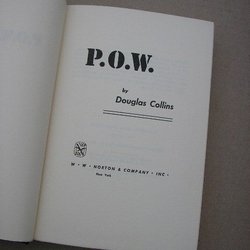 P.O.W.
by
Douglas Collins
W · W · NORTON & COMPANY · INC ·
New York